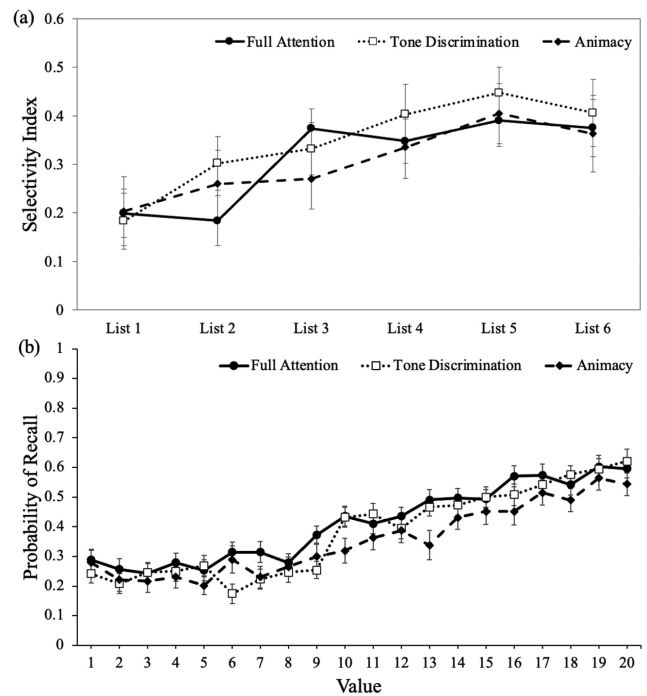 (a)
0.6
Full Attention Tone Discrimination Animacy
0.5
0.4
0.3
0.2
0.1
0
Selectivity Index
List 1 List 2 List 3 List 4 List 5 List 6
(b)
1
Full Attention Tone Discrimination Animacy
0.9
0.8
0.7
0.6
0.5
0.4
0.3
0.2
0.1
0
Probability of Recall
1 2 3 4 5 6 7 8 9 10 11 12 13 14 15 16 17 18 19 20
Value